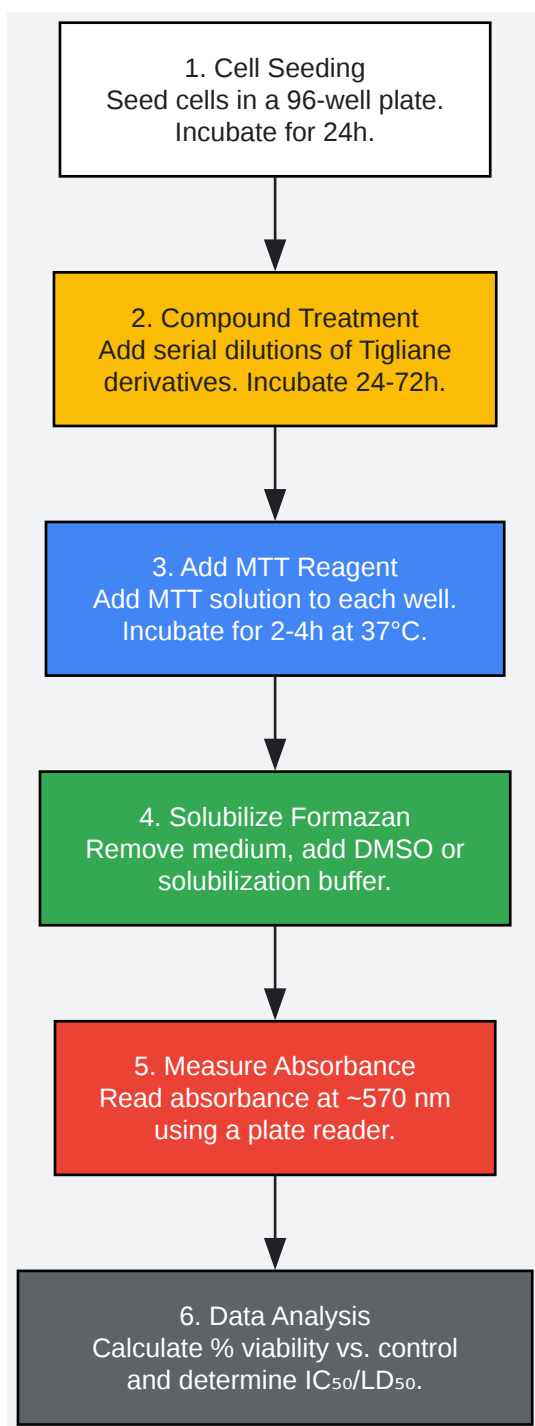 1. Cell Seeding
Seed cells in a 96-well plate.
Incubate for 24h.
2. Compound Treatment
Add serial dilutions of Tigliane
derivatives. Incubate 24-72h.
3. Add MTT Reagent
Add MTT solution to each well.
Incubate for 2-4h at 37°C.
4. Solubilize Formazan
Remove medium, add DMSO or
solubilization buffer.
5. Measure Absorbance
Read absorbance at ~570 nm
using a plate reader.
6. Data Analysis
Calculate % viability vs. control
and determine IC₅₀/LD₅₀.